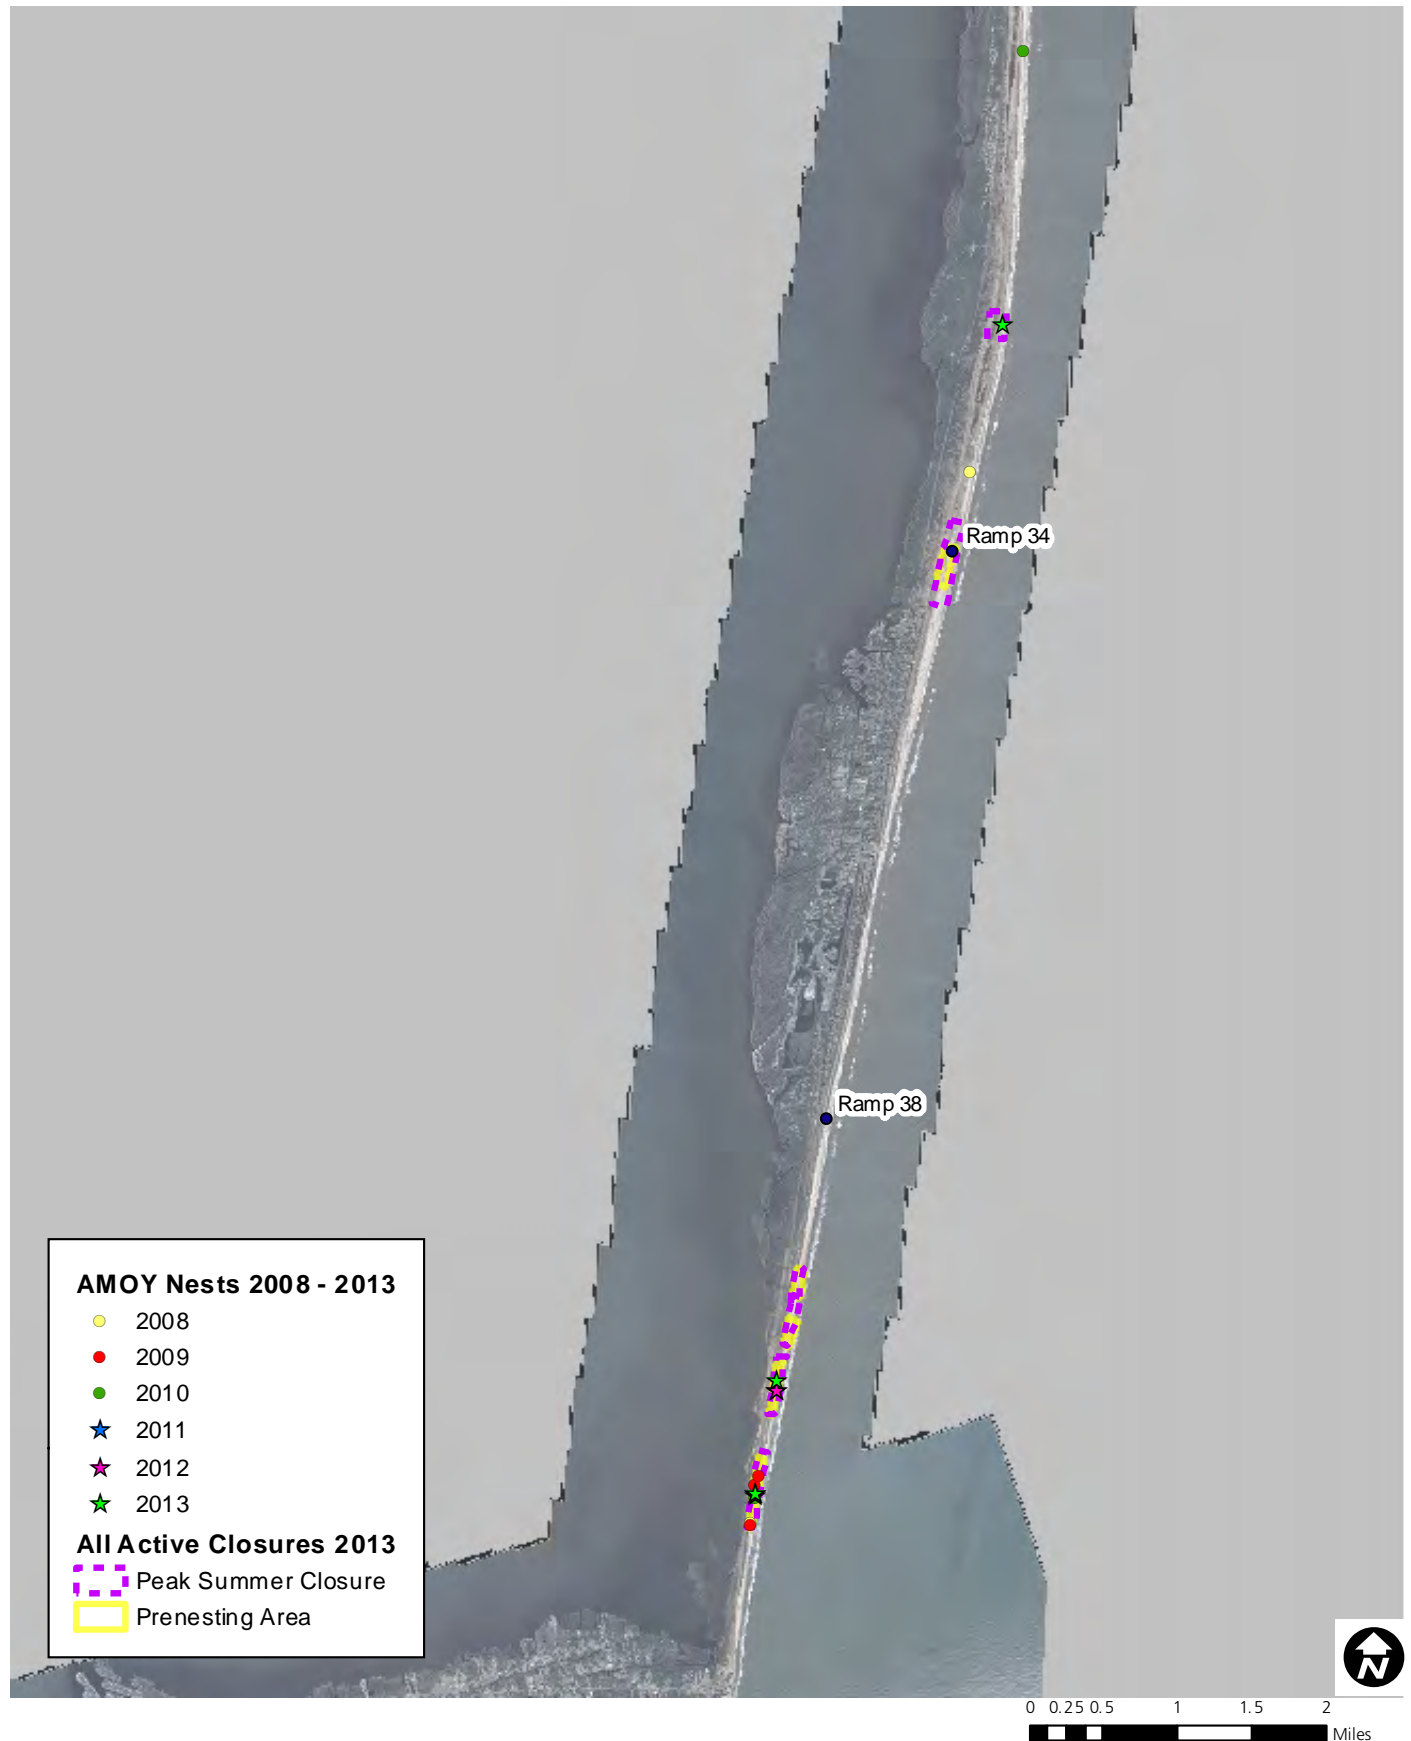 Ramp 34
Ramp 38
AMOY Nests 2008 - 2013
2008
2009
2010
2011
2012
2013
All Active Closures 2013
Peak Summer Closure
Prenesting Area
N
0 0.25 0.5 1 1.5 2
Miles